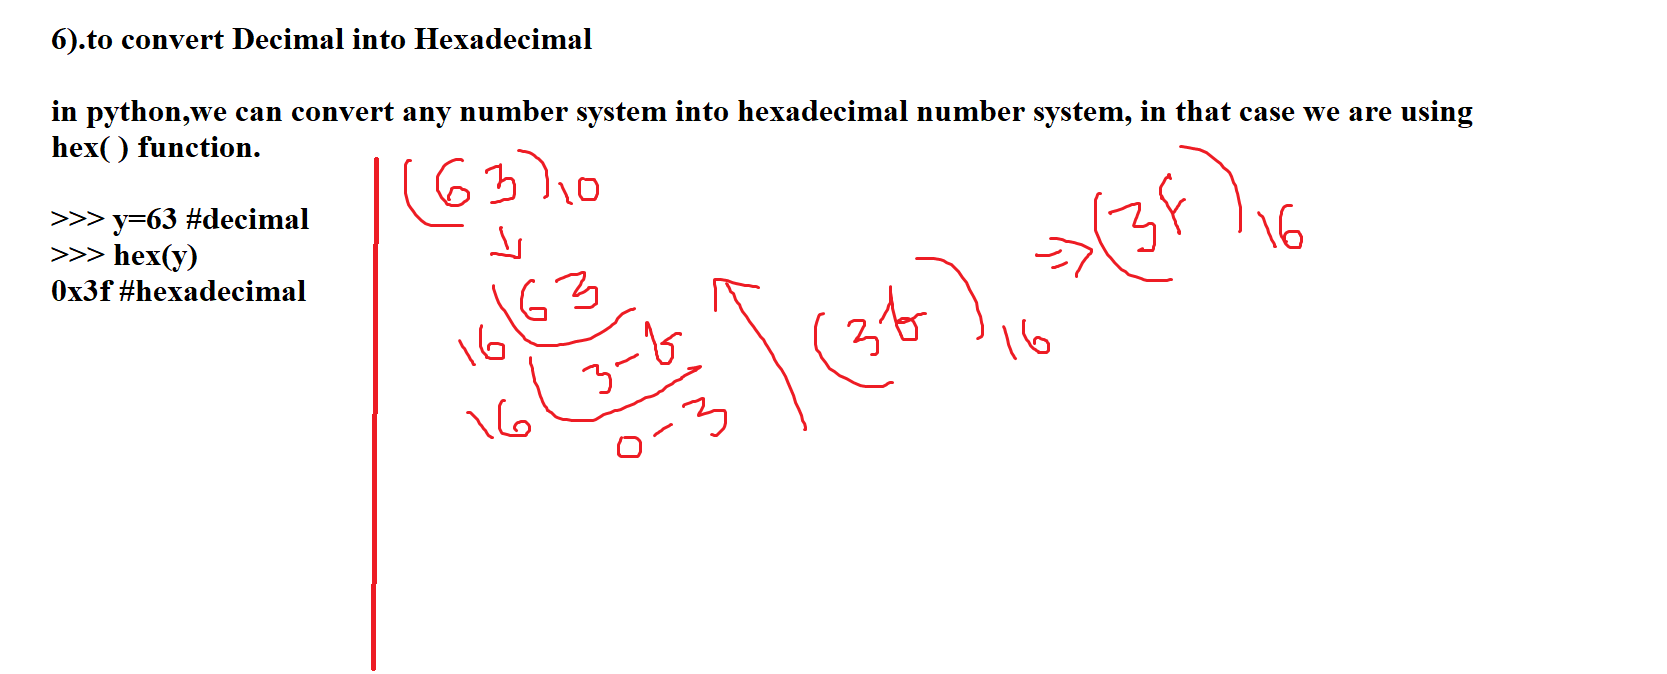 6).to convert Decimal into Hexadecimal
in python,we can convert any number system into hexadecimal number system, in that case we are using
hex( ) function.
>>> y=63 #decimal
>>> hex(y)
0x3f #hexadecimal
(63)10
63
16
3-15
16
0-3
(315)16
=> (3f)16